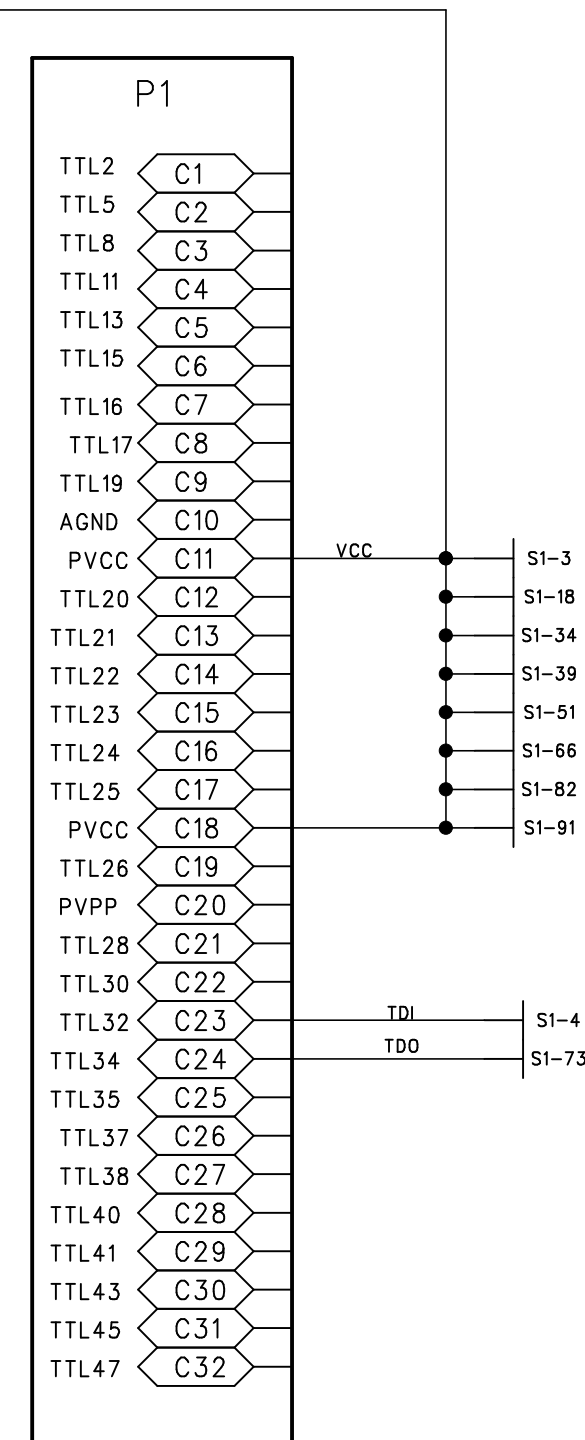 P1
TTL2 C1
TTL5 C2
TTL8 C3
TTL11 C4
TTL13 C5
TTL15 C6
TTL16 C7
TTL17 C8
TTL19 C9
AGND C10
PVCC C11 VCC S1-3
TTL20 C12 S1-18
TTL21 C13 S1-34
TTL22 C14 S1-39
TTL23 C15 S1-51
TTL24 C16 S1-66
TTL25 C17 S1-82
PVCC C18 S1-91
TTL26 C19
PVPP C20
TTL28 C21
TTL30 C22
TTL32 C23 TDI S1-4
TTL34 C24 TDO S1-73
TTL35 C25
TTL37 C26
TTL38 C27
TTL40 C28
TTL41 C29
TTL43 C30
TTL45 C31
TTL47 C32